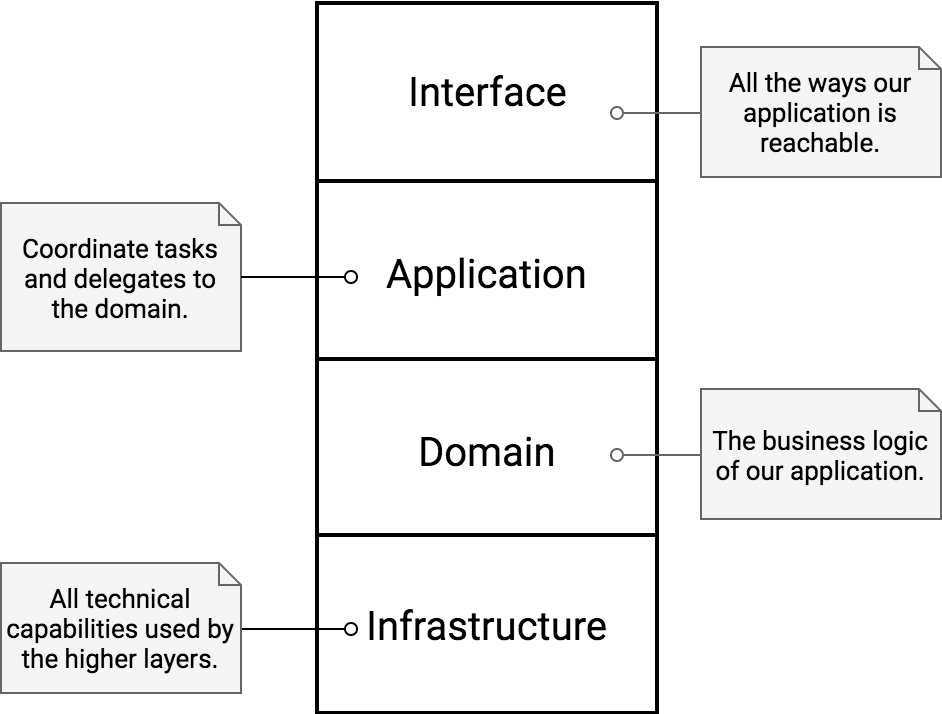 Interface
All the ways our
application is
reachable.
Coordinate tasks
and delegates to
the domain.
Application
Domain
The business logic
of our application.
All technical
capabilities used by
the higher layers.
Infrastructure